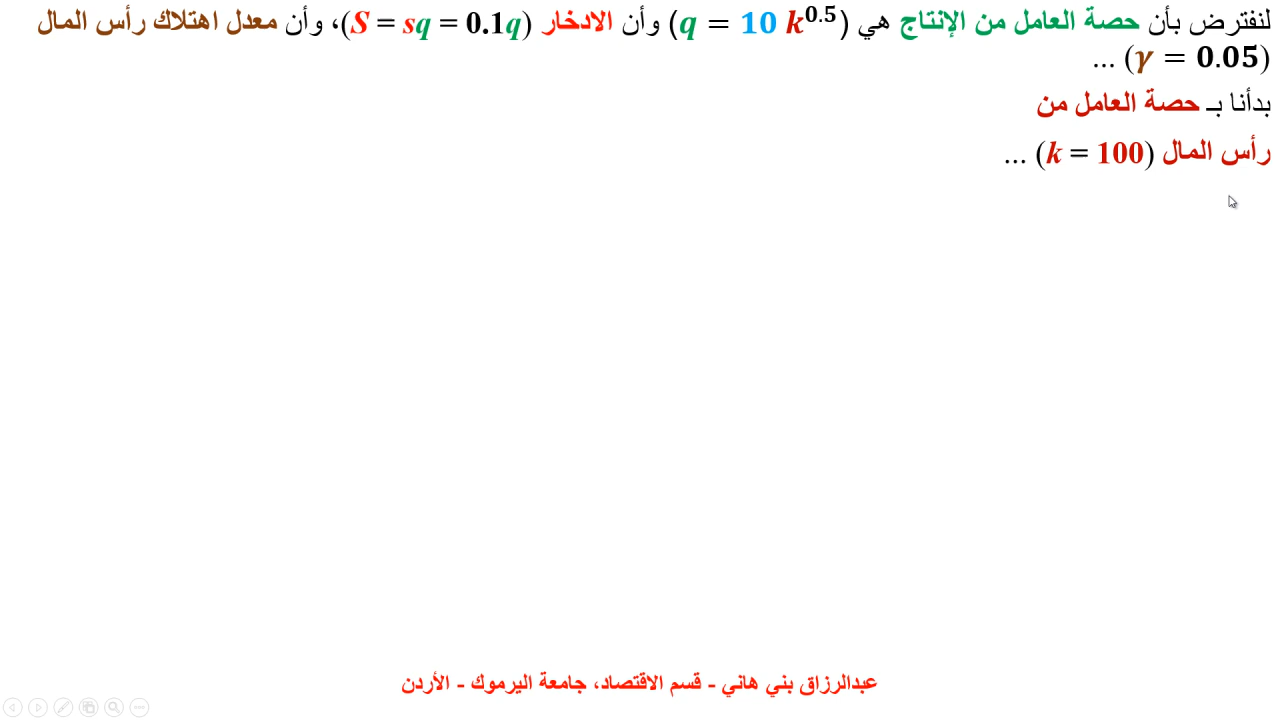 لنفترض بأن حصة العامل من الإنتاج هي (q = 10 k^0.5) وأن الادخار (S = sq = 0.1q)، وأن معدل اهتلاك رأس المال
(γ = 0.05) ...
بدأنا بـ حصة العامل من
رأس المال (k = 100) ...
عبدالرزاق بني هاني - قسم الاقتصاد، جامعة اليرموك - الأردن